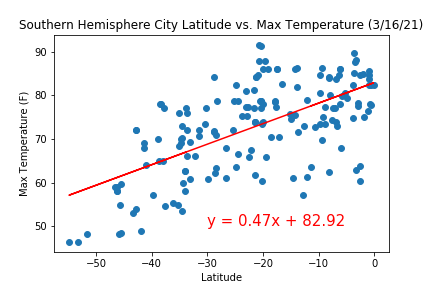 Southern Hemisphere City Latitude vs. Max Temperature (3/16/21)
90
80
70
60
50
Max Temperature (F)
y = 0.47x + 82.92
−50
−40
−30
−20
−10
0
Latitude